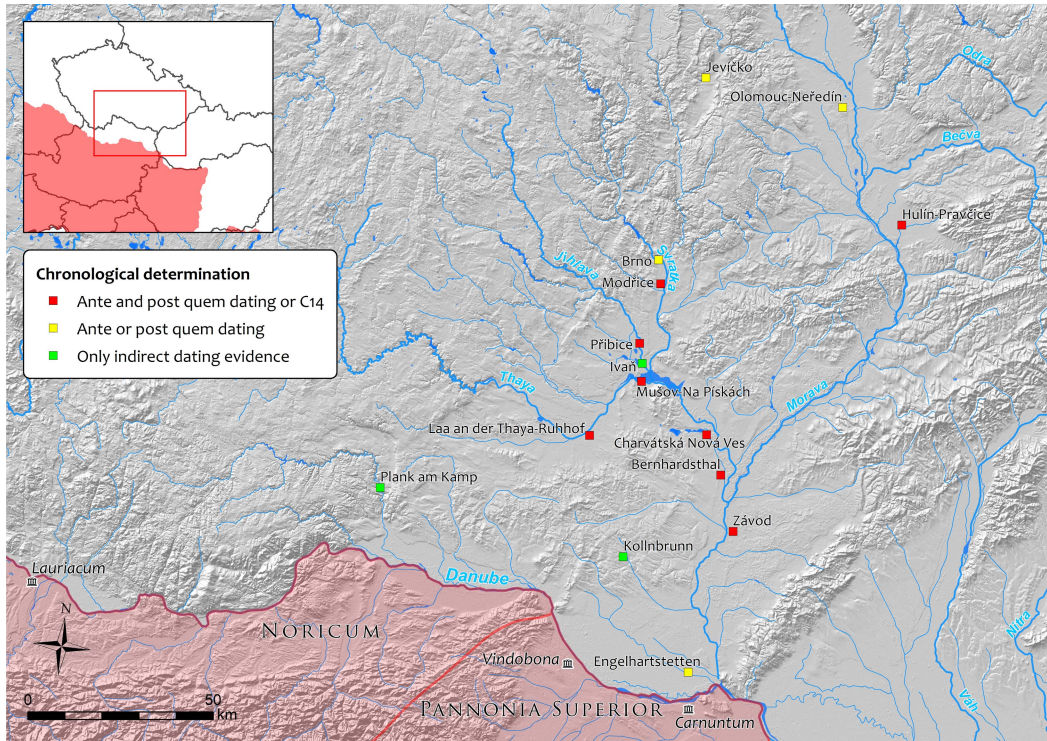 Jevíčko
Odra
Olomouc-Neředín
Bečva
Hulín-Pravčice
Chronological determination
Ante and post quem dating or C14
Ante or post quem dating
Only indirect dating evidence
Jihlava
Svratka
Brno
Modřice
Přibice
Ivaň
Mušov Na Pískách
Thaya
Morava
Laa an der Thaya-Ruhhof
Charvátská Nová Ves
Bernhardsthal
Plank am Kamp
Závod
Kollnbrunn
Lauriacum
Danube
N
Noricum
Nitra
Vindobona
Engelhartstetten
Váh
0 50
km
Pannonia Superior
Carnuntum